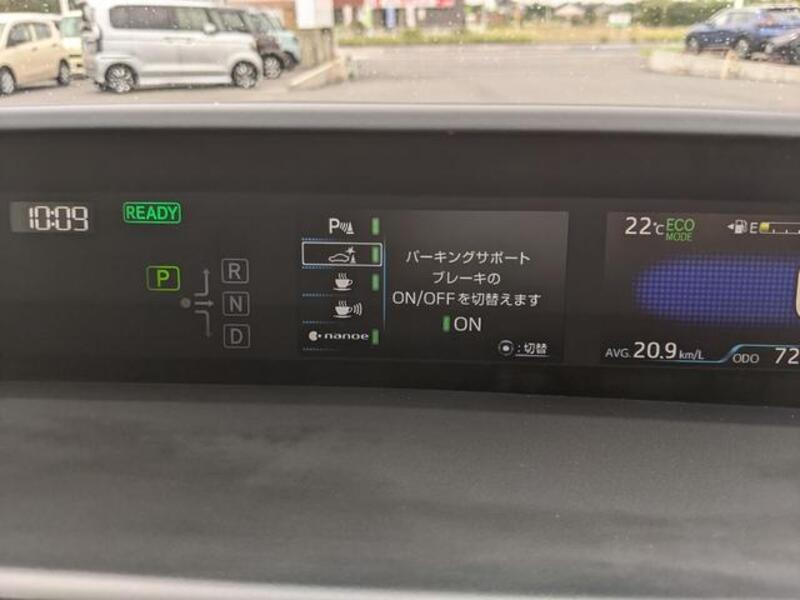 10:09
READY
P
R
N
D
P
nanoe
パーキングサポート
ブレーキの
ON/OFFを切替えます
ON
:切替
22℃
ECO
MODE
E
AVG.20.9km/L
ODO 72